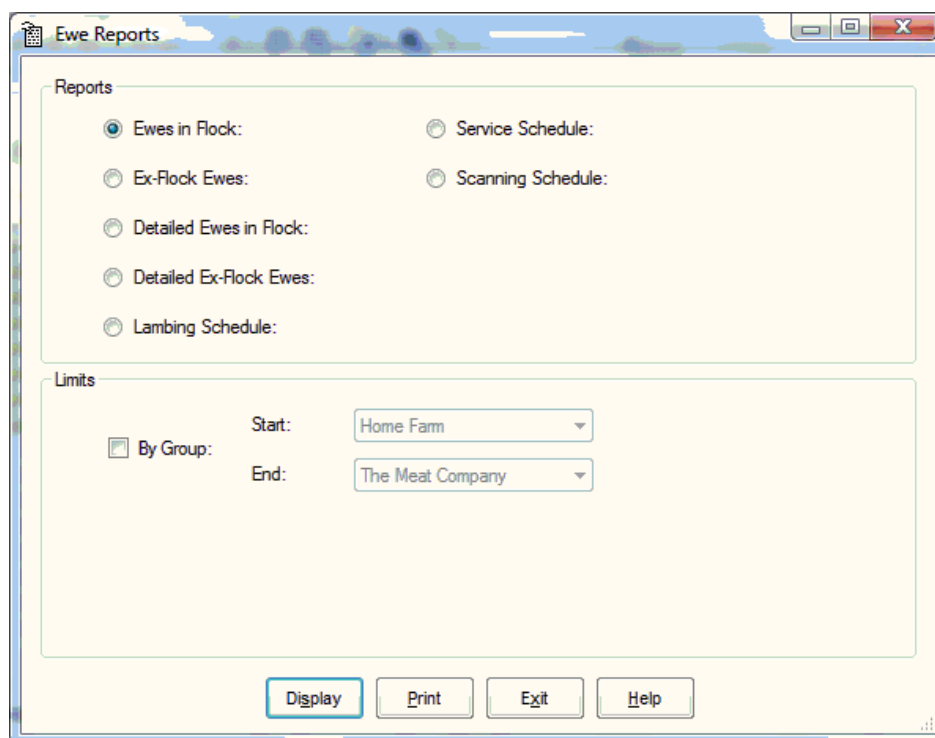 Ewe Reports
Reports
Ewes in Flock:
Service Schedule:
Ex-Flock Ewes:
Scanning Schedule:
Detailed Ewes in Flock:
Detailed Ex-Flock Ewes:
Lambing Schedule:
Limits
By Group:
Start:
Home Farm
End:
The Meat Company
Display
Print
Exit
Help